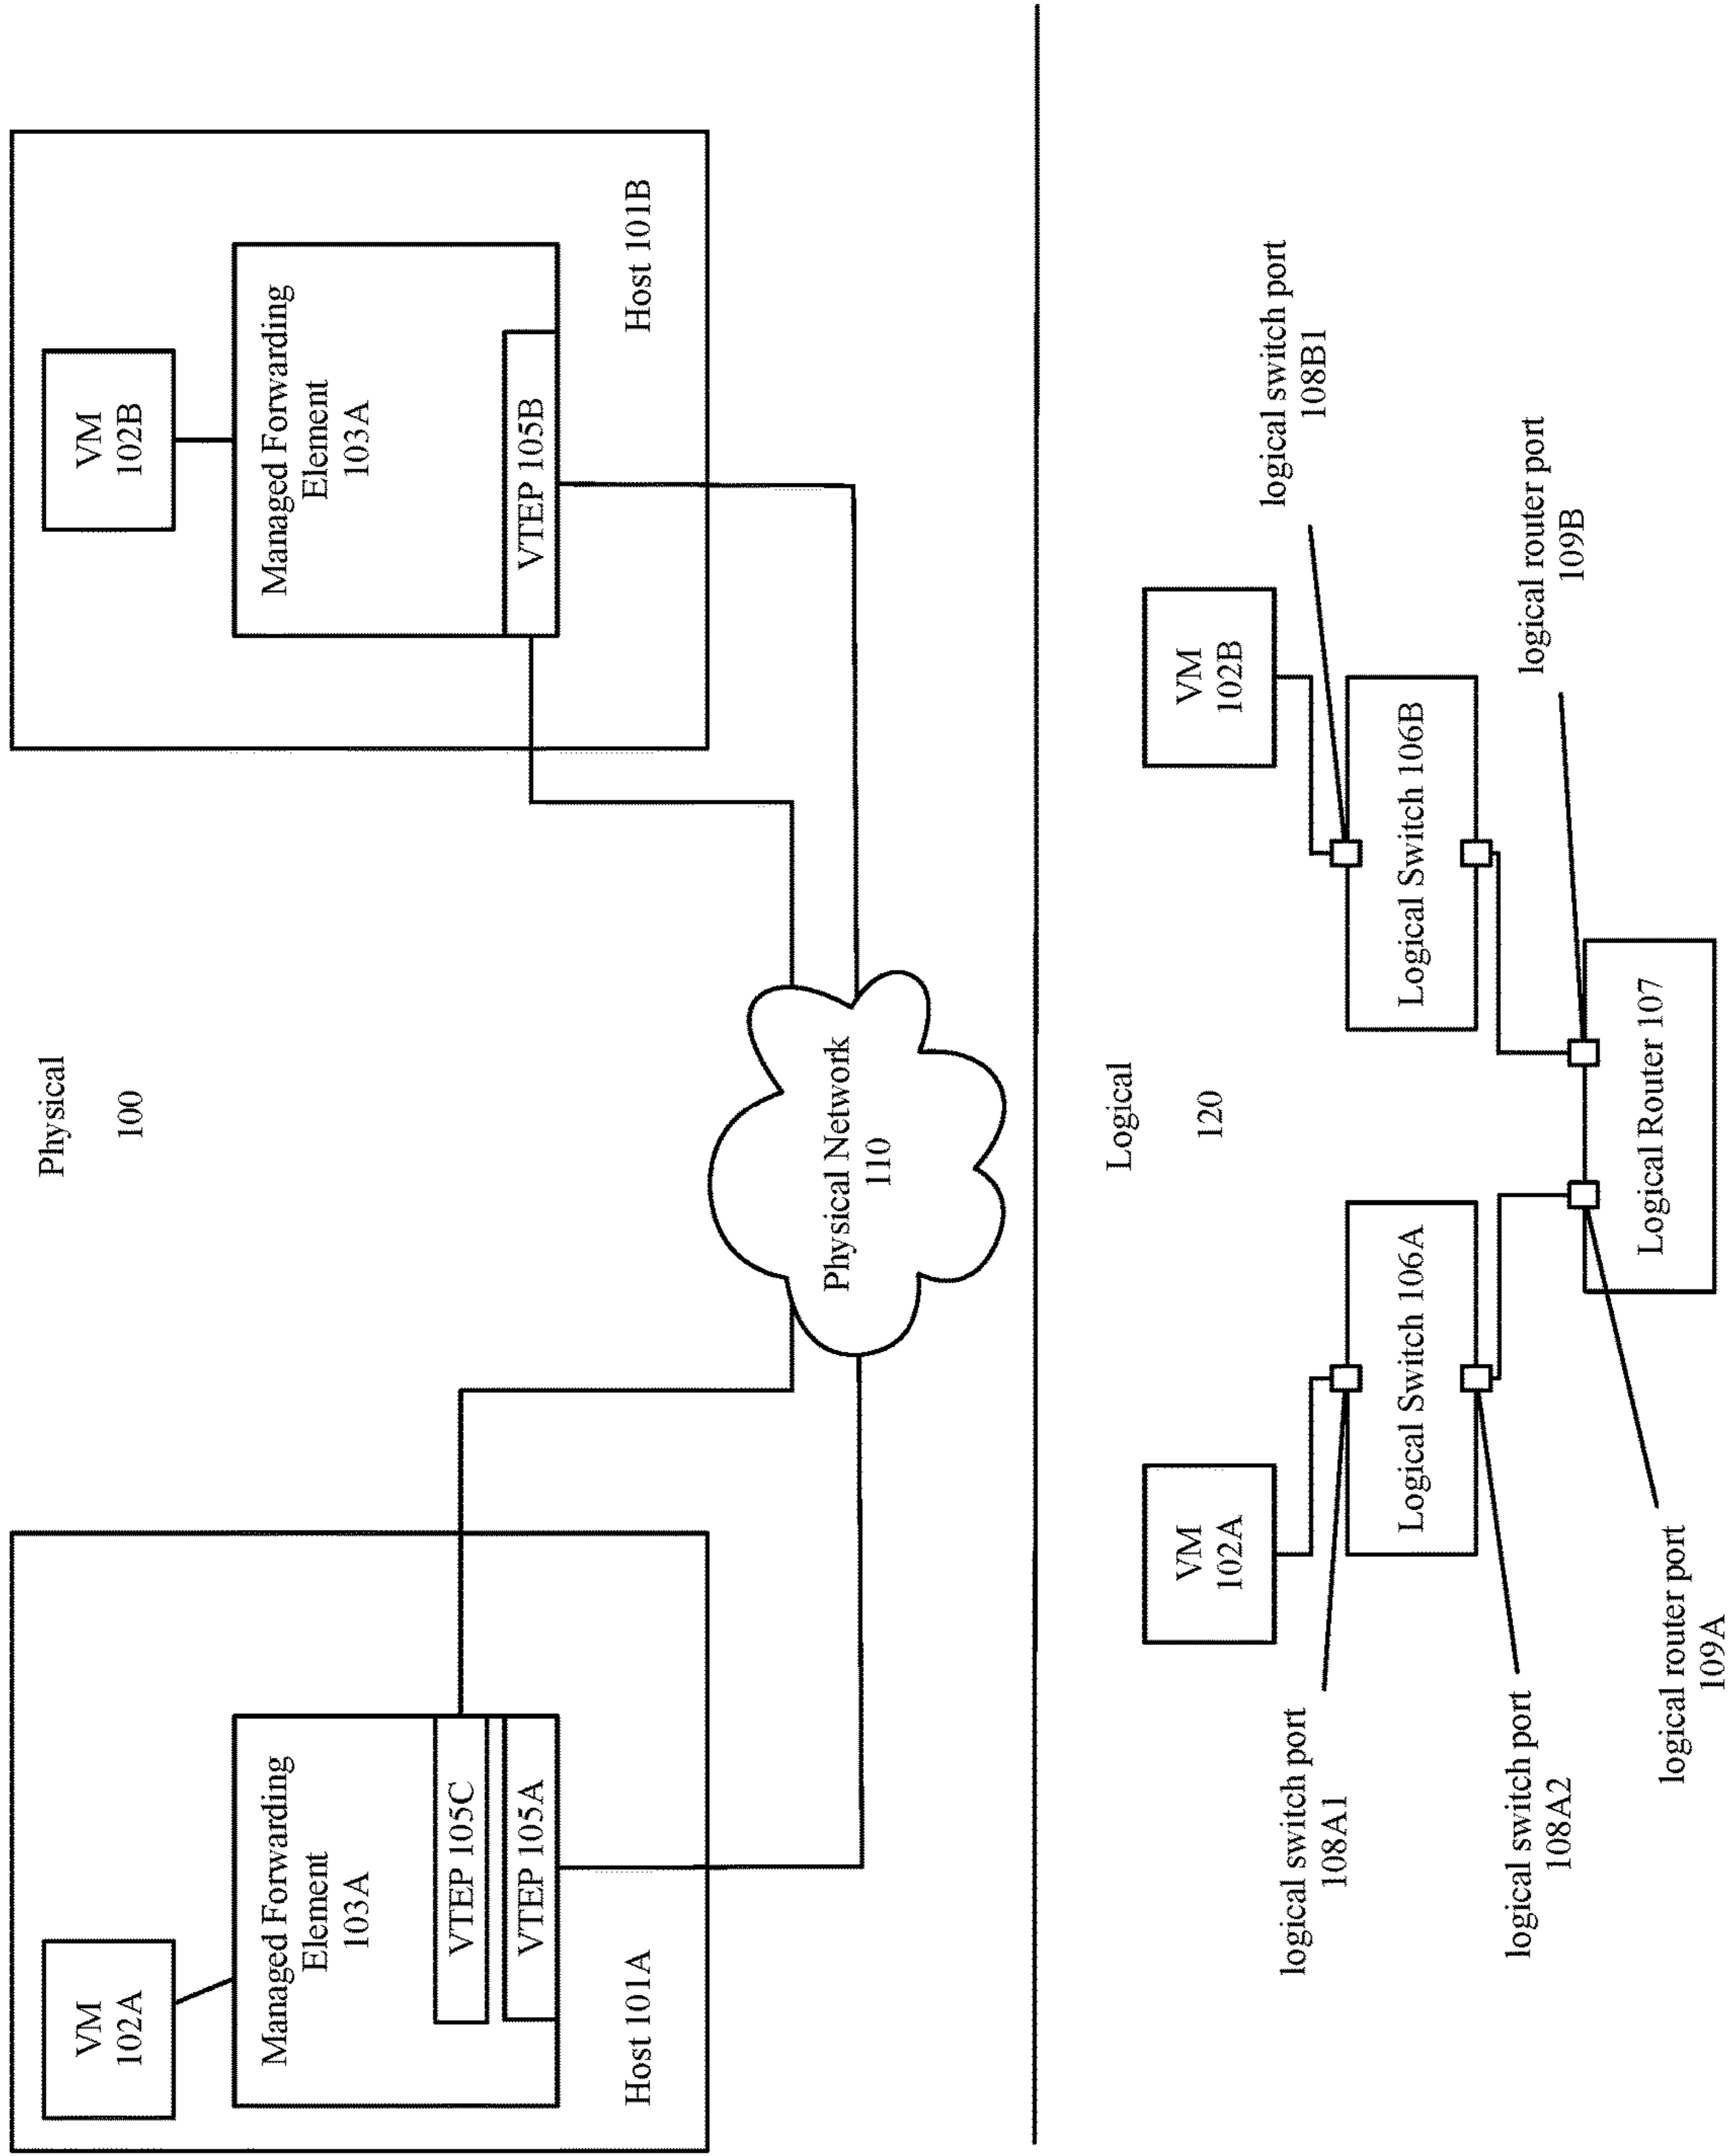 Physical
100
VM
102A
Managed Forwarding
Element
103A
VTEP 105C
VTEP 105A
Host 101A
VM
102B
Managed Forwarding
Element
103A
VTEP 105B
Host 101B
Physical Network
110
Logical
120
VM
102A
VM
102B
logical switch port
108A1
logical switch port
108B1
Logical Switch 106A
Logical Switch 106B
logical switch port
108A2
logical router port
109B
Logical Router 107
logical router port
109A